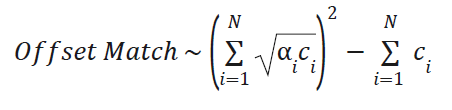 Offset Match ~ (∑_{i=1}^{N} √(α_i c_i))^2 − ∑_{i=1}^{N} c_i